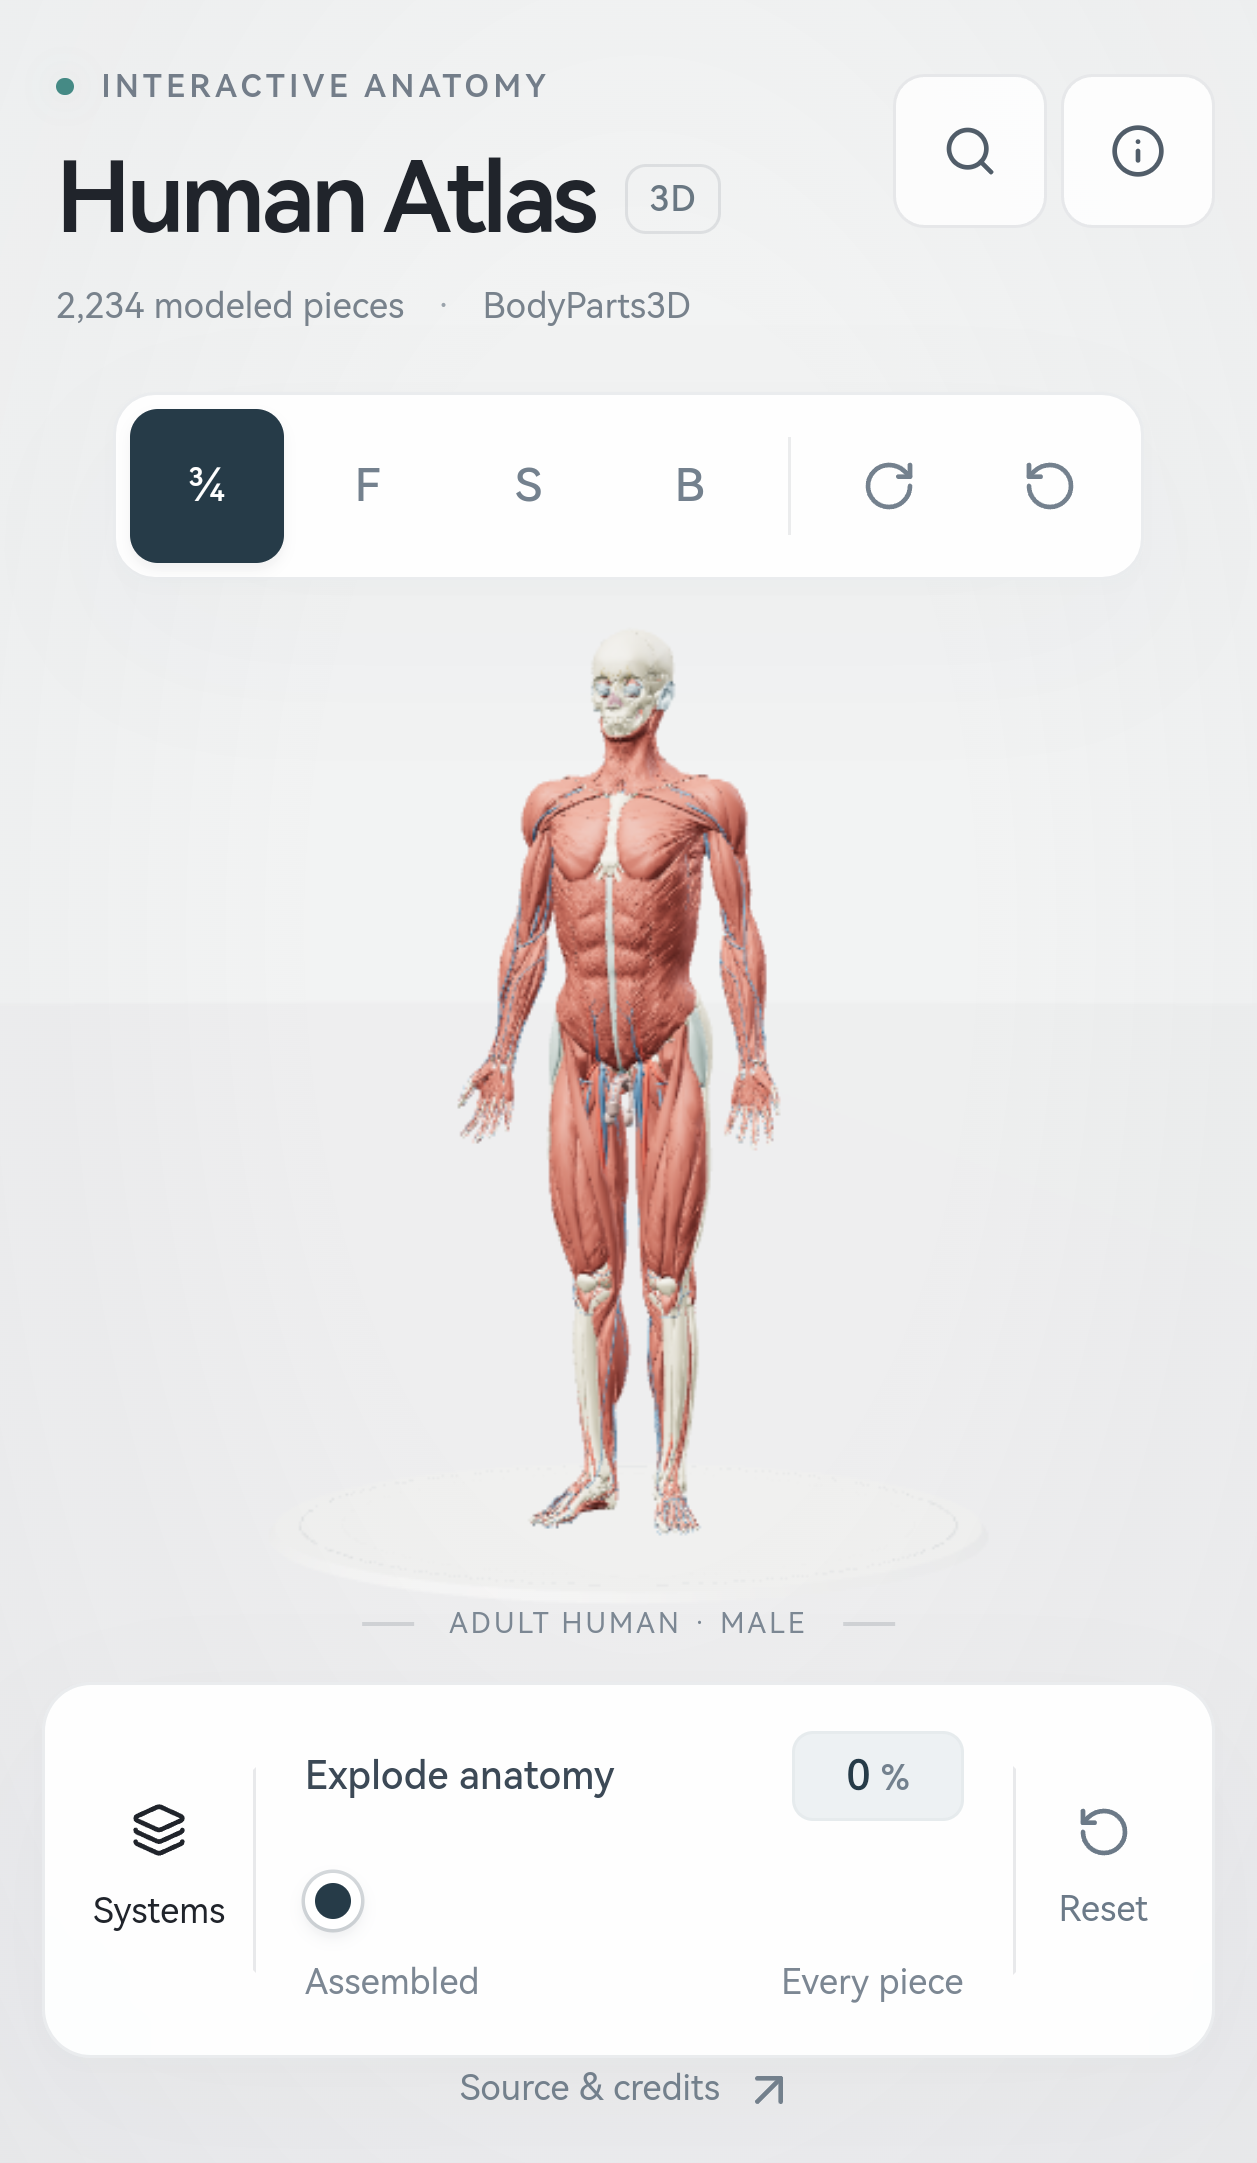 INTERACTIVE ANATOMY
Human Atlas 3D
2,234 modeled pieces · BodyParts3D
¾ F S B
ADULT HUMAN · MALE
Explode anatomy 0 %
Systems
Reset
Assembled Every piece
Source & credits